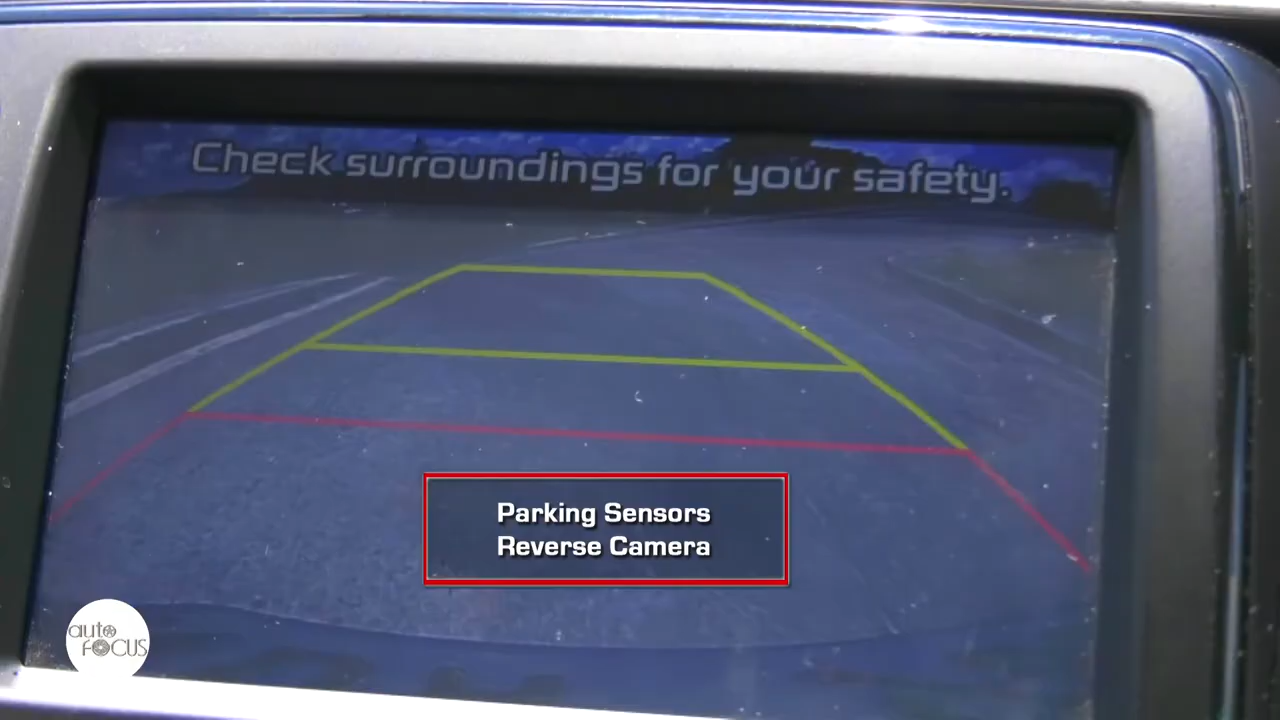 Check surroundings for your safety.
Parking Sensors
Reverse Camera
auto
FOCUS